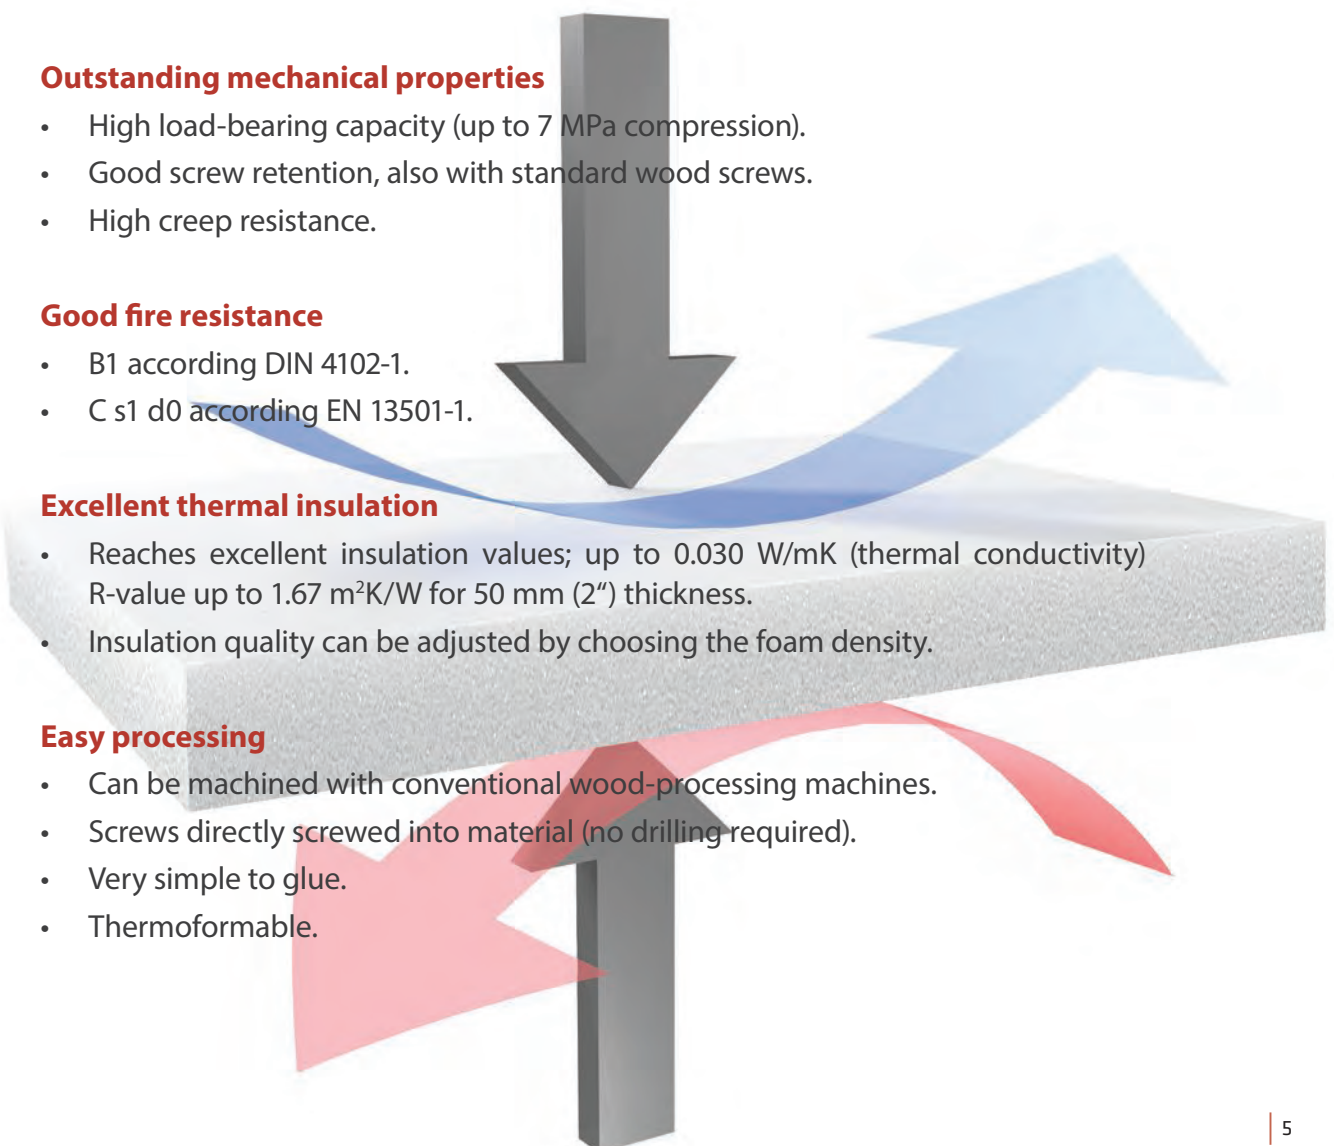 Outstanding mechanical properties
• High load-bearing capacity (up to 7 MPa compression).
• Good screw retention, also with standard wood screws.
• High creep resistance.
Good fire resistance
• B1 according DIN 4102-1.
• C s1 d0 according EN 13501-1.
Excellent thermal insulation
• Reaches excellent insulation values; up to 0.030 W/mK (thermal conductivity)
R-value up to 1.67 m²K/W for 50 mm (2“) thickness.
• Insulation quality can be adjusted by choosing the foam density.
Easy processing
• Can be machined with conventional wood-processing machines.
• Screws directly screwed into material (no drilling required).
• Very simple to glue.
• Thermoformable.
5